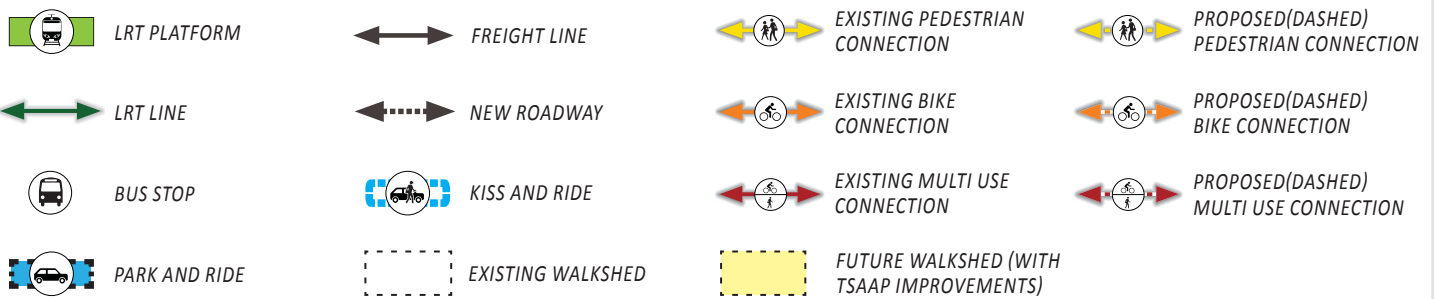 LRT PLATFORM
LRT LINE
BUS STOP
PARK AND RIDE
FREIGHT LINE
NEW ROADWAY
KISS AND RIDE
EXISTING WALKSHED
EXISTING PEDESTRIAN
CONNECTION
EXISTING BIKE
CONNECTION
EXISTING MULTI USE
CONNECTION
FUTURE WALKSHED (WITH
TSAAP IMPROVEMENTS)
PROPOSED(DASHED)
PEDESTRIAN CONNECTION
PROPOSED(DASHED)
BIKE CONNECTION
PROPOSED(DASHED)
MULTI USE CONNECTION